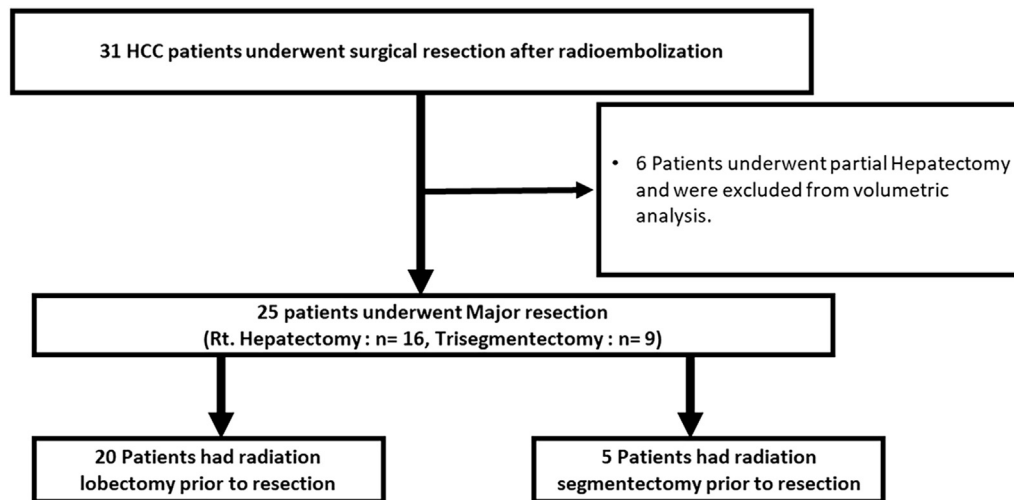 31 HCC patients underwent surgical resection after radioembolization
• 6 Patients underwent partial Hepatectomy
and were excluded from volumetric
analysis.
25 patients underwent Major resection
(Rt. Hepatectomy : n= 16, Trisegmentectomy : n= 9)
20 Patients had radiation
lobectomy prior to resection
5 Patients had radiation
segmentectomy prior to resection